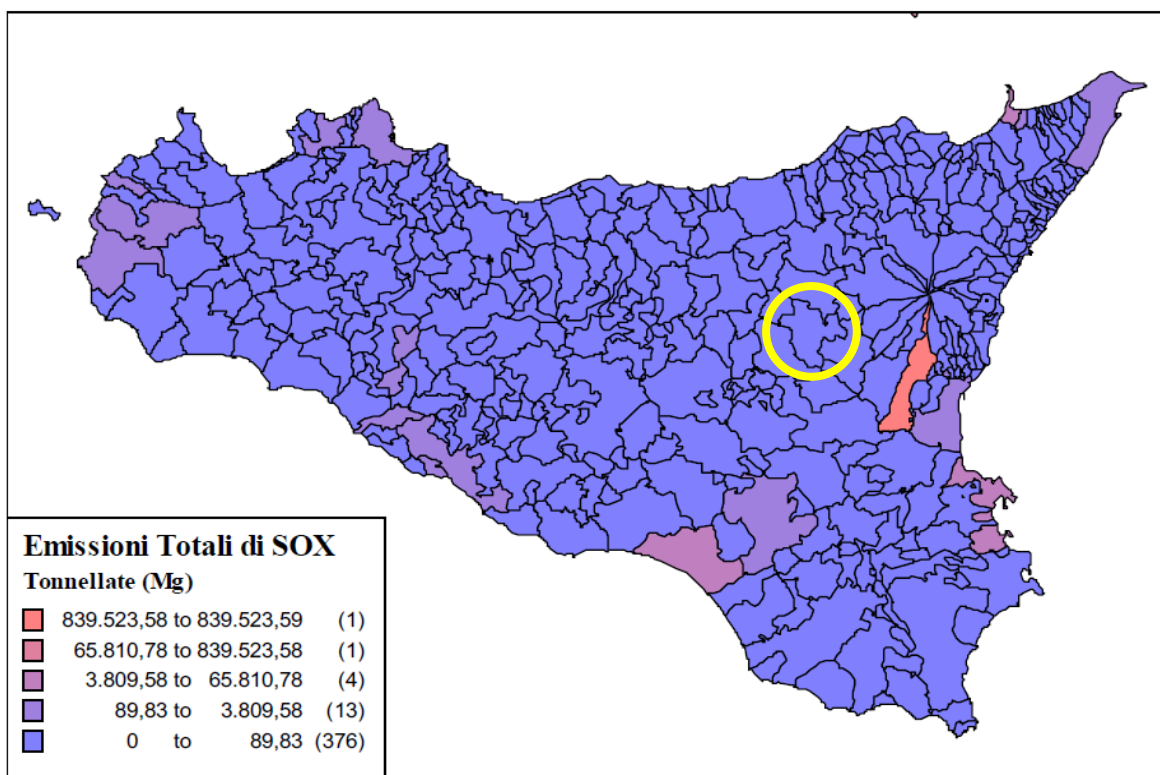 Emissioni Totali di SOX
Tonnellate (Mg)
839.523,58 to 839.523,59 (1)
65.810,78 to 839.523,58 (1)
3.809,58 to 65.810,78 (4)
89,83 to 3.809,58 (13)
0 to 89,83 (376)